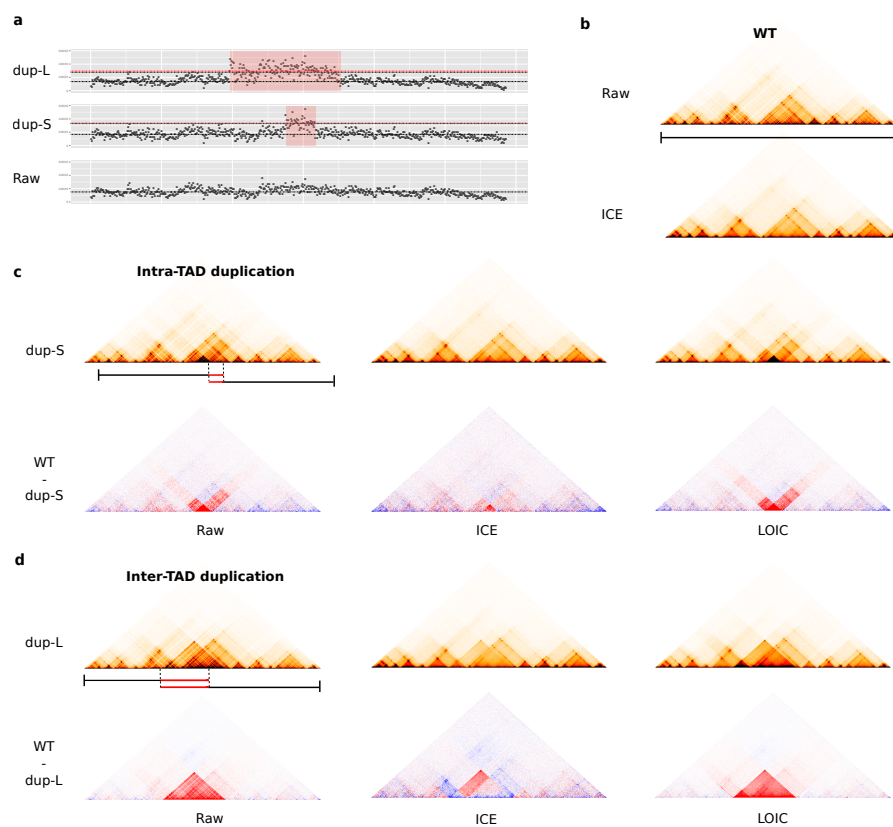 a
dup-L
dup-S
Raw
b
WT
Raw
ICE
c
Intra-TAD duplication
dup-S
WT
-
dup-S
Raw
ICE
LOIC
d
Inter-TAD duplication
dup-L
WT
-
dup-L
Raw
ICE
LOIC